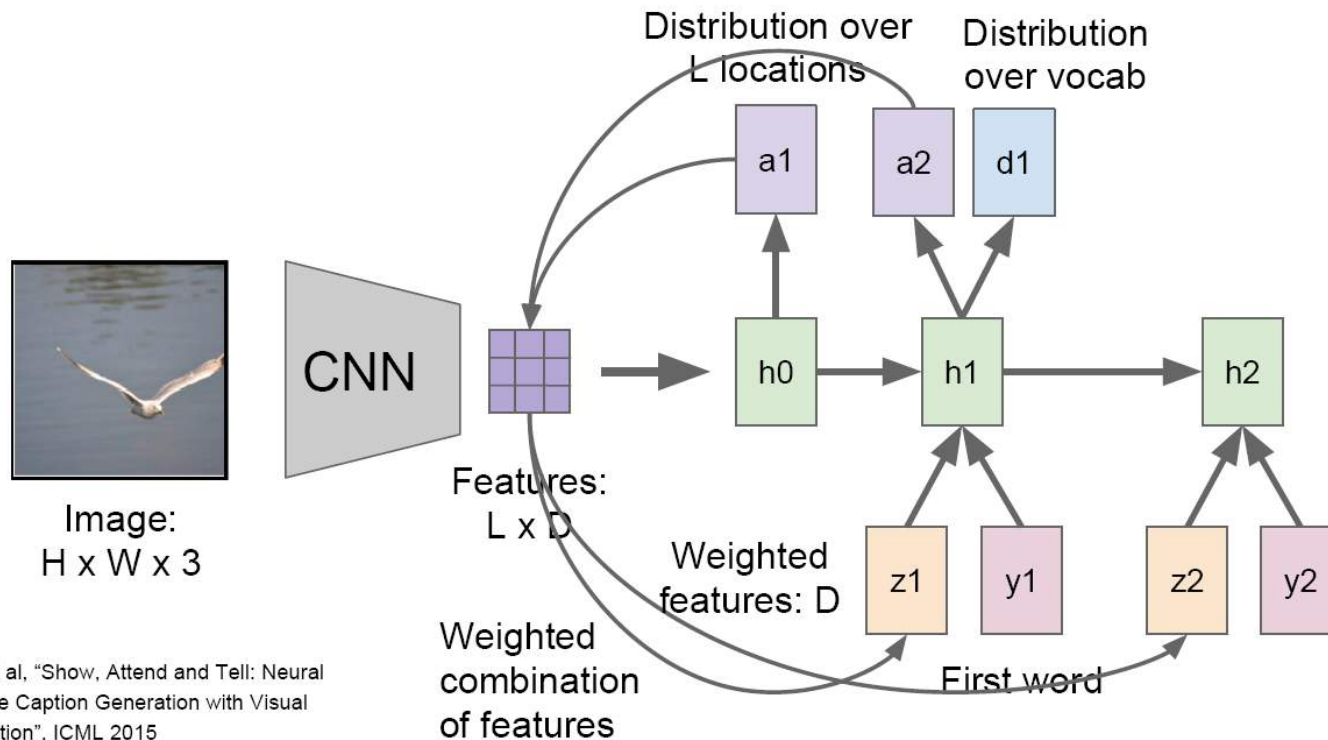 Distribution over
L locations
Distribution
over vocab
a1
a2
d1
CNN
h0
h1
h2
Image:
H x W x 3
Features:
L x D
Weighted
features: D
z1
y1
z2
y2
Weighted
combination
of features
First word
al, “Show, Attend and Tell: Neural
e Caption Generation with Visual
tion”, ICML 2015